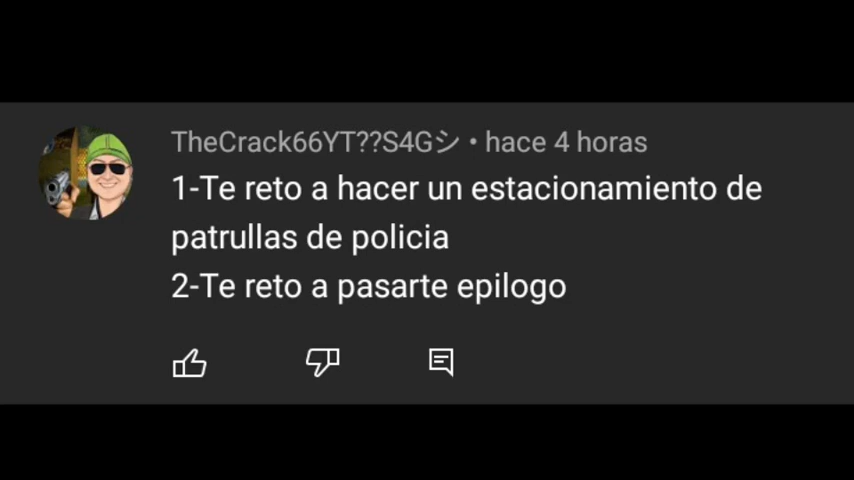 TheCrack66YT??S4Gシ • hace 4 horas
1-Te reto a hacer un estacionamiento de
patrullas de policia
2-Te reto a pasarte epilogo